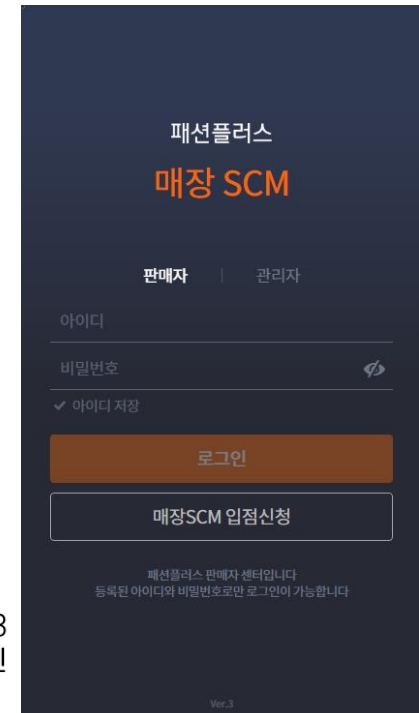 패션플러스
매장 SCM
판매자 | 관리자
아이디
비밀번호
아이디 저장
로그인
매장SCM 입점신청
패션플러스 판매자 센터입니다
등록된 아이디와 비밀번호로만 로그인이 가능합니다
Ver.3